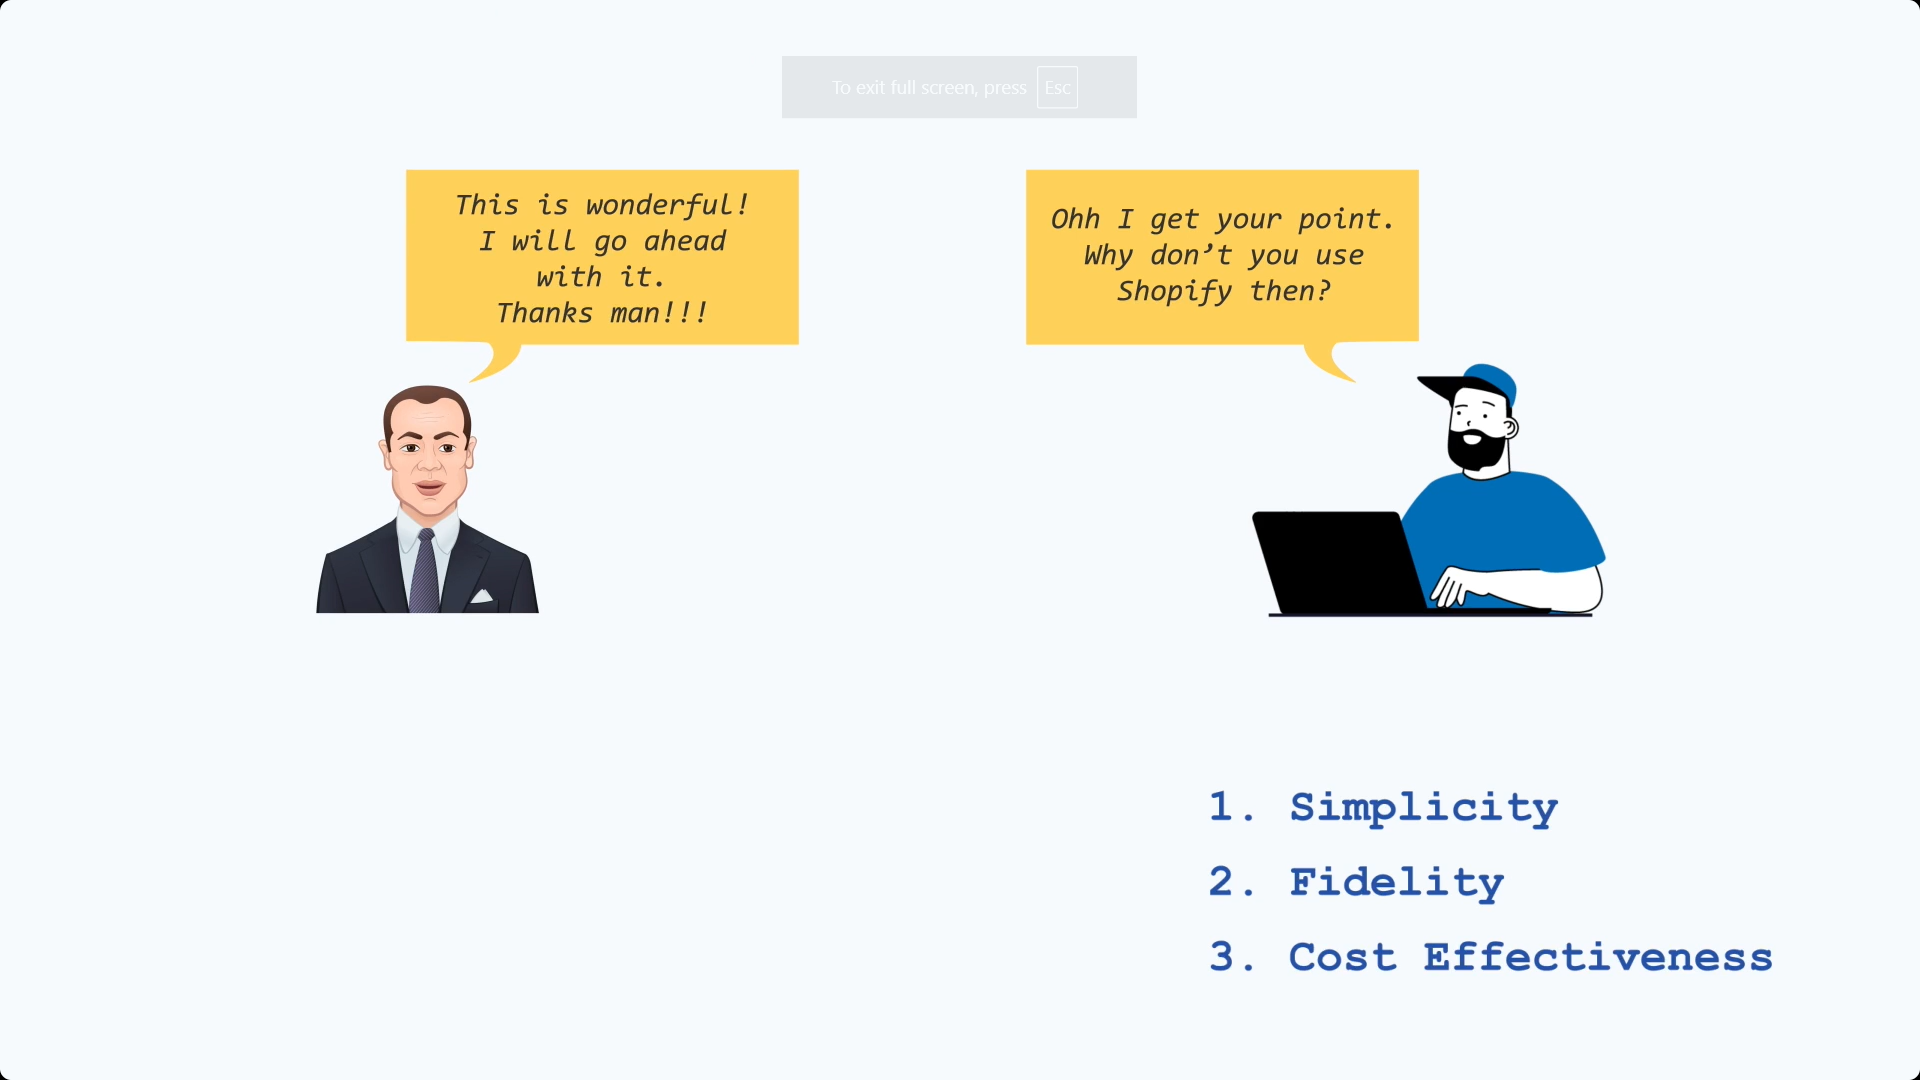 To exit full screen, press Esc
This is wonderful!
I will go ahead
with it.
Thanks man!!!
Ohh I get your point.
Why don’t you use
Shopify then?
1. Simplicity
2. Fidelity
3. Cost Effectiveness